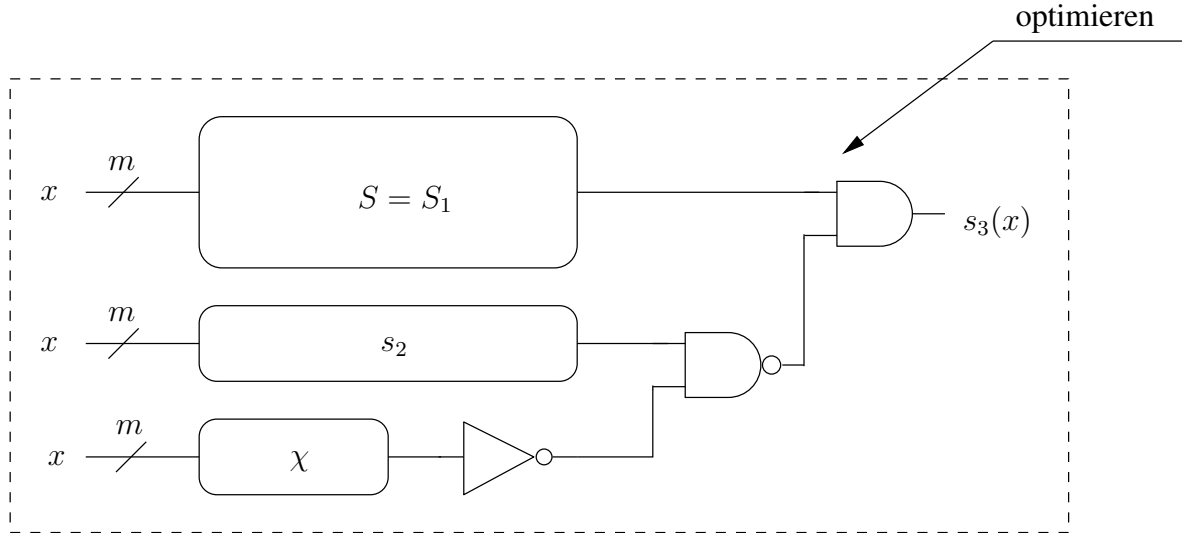 optimieren
m
x
S = S₁
s₃(x)
m
x
s₂
m
x
χ